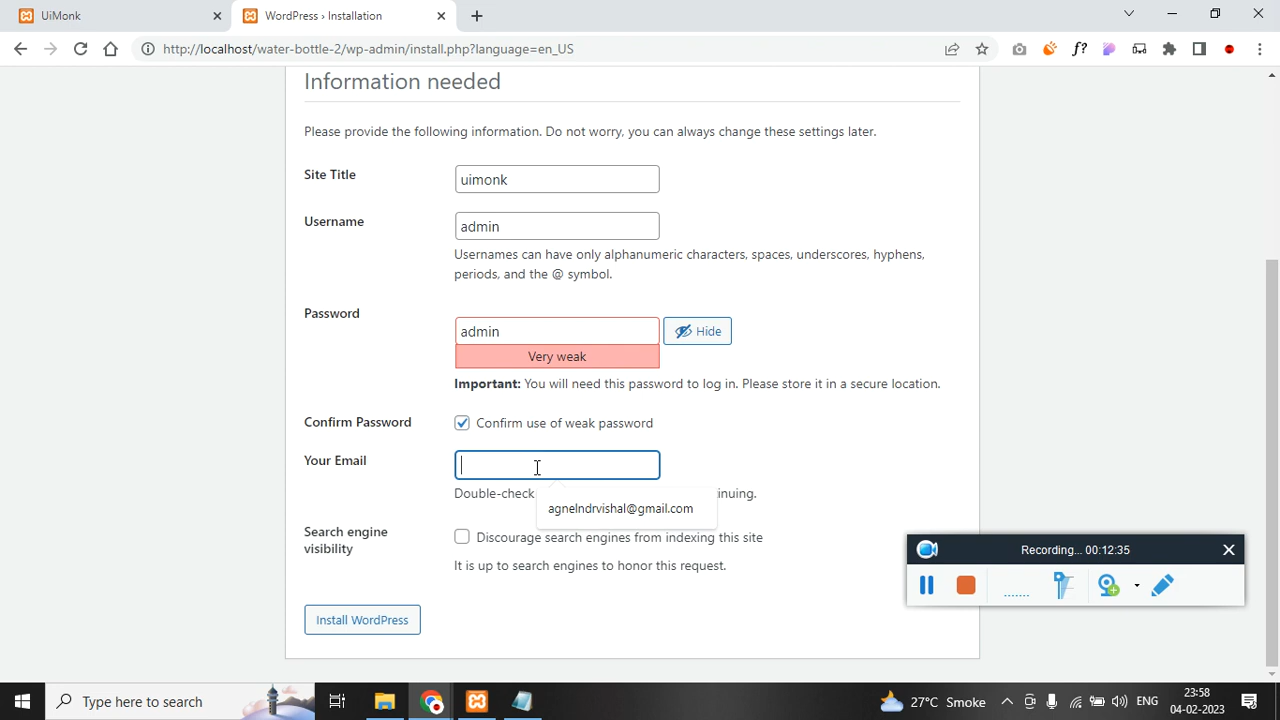 UiMonk
WordPress › Installation
http://localhost/water-bottle-2/wp-admin/install.php?language=en_US
f?
Information needed
Please provide the following information. Do not worry, you can always change these settings later.
Site Title
uimonk
Username
admin
Usernames can have only alphanumeric characters, spaces, underscores, hyphens,
periods, and the @ symbol.
Password
admin
Hide
Very weak
Important: You will need this password to log in. Please store it in a secure location.
Confirm Password
Confirm use of weak password
Your Email
Double-check
inuing.
agnelndrvishal@gmail.com
Search engine
visibility
Discourage search engines from indexing this site
It is up to search engines to honor this request.
Install WordPress
Recording... 00:12:35
Type here to search
27°C Smoke
ENG
23:58
04-02-2023